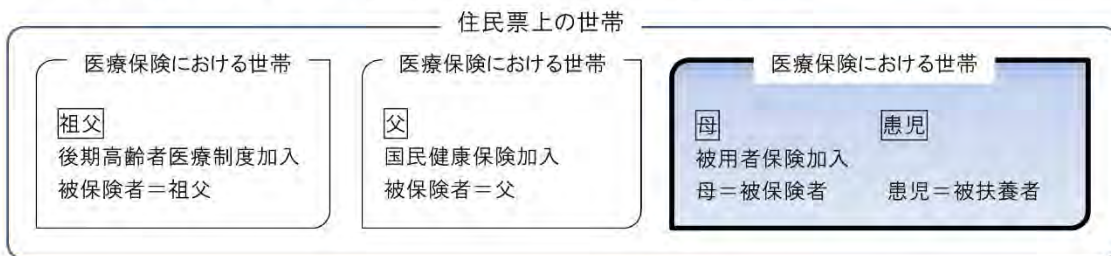 住民票上の世帯
医療保険における世帯
祖父
後期高齢者医療制度加入
被保険者＝祖父
医療保険における世帯
父
国民健康保険加入
被保険者＝父
医療保険における世帯
母 患児
被用者保険加入
母＝被保険者 患児＝被扶養者